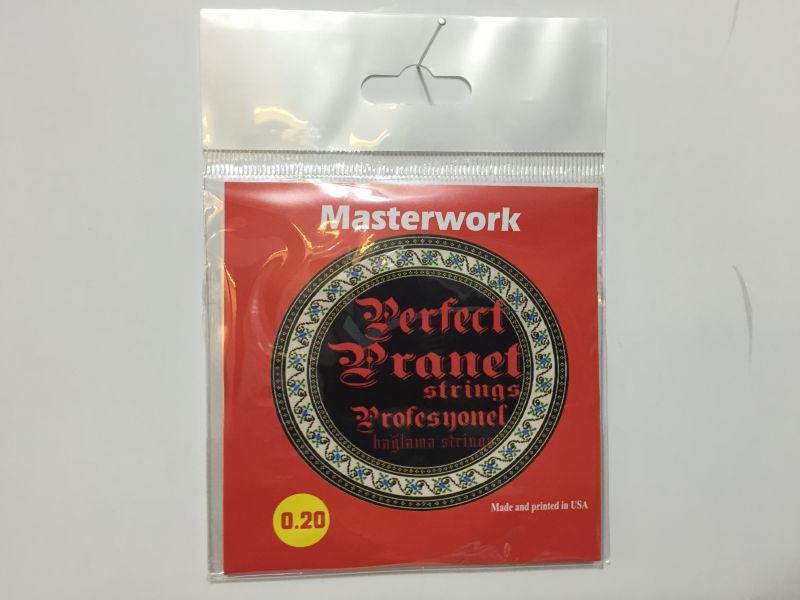 Masterwork
Perfect
Pranet
strings
Profesyonel
bağlama strings
Made and printed in USA
0.20